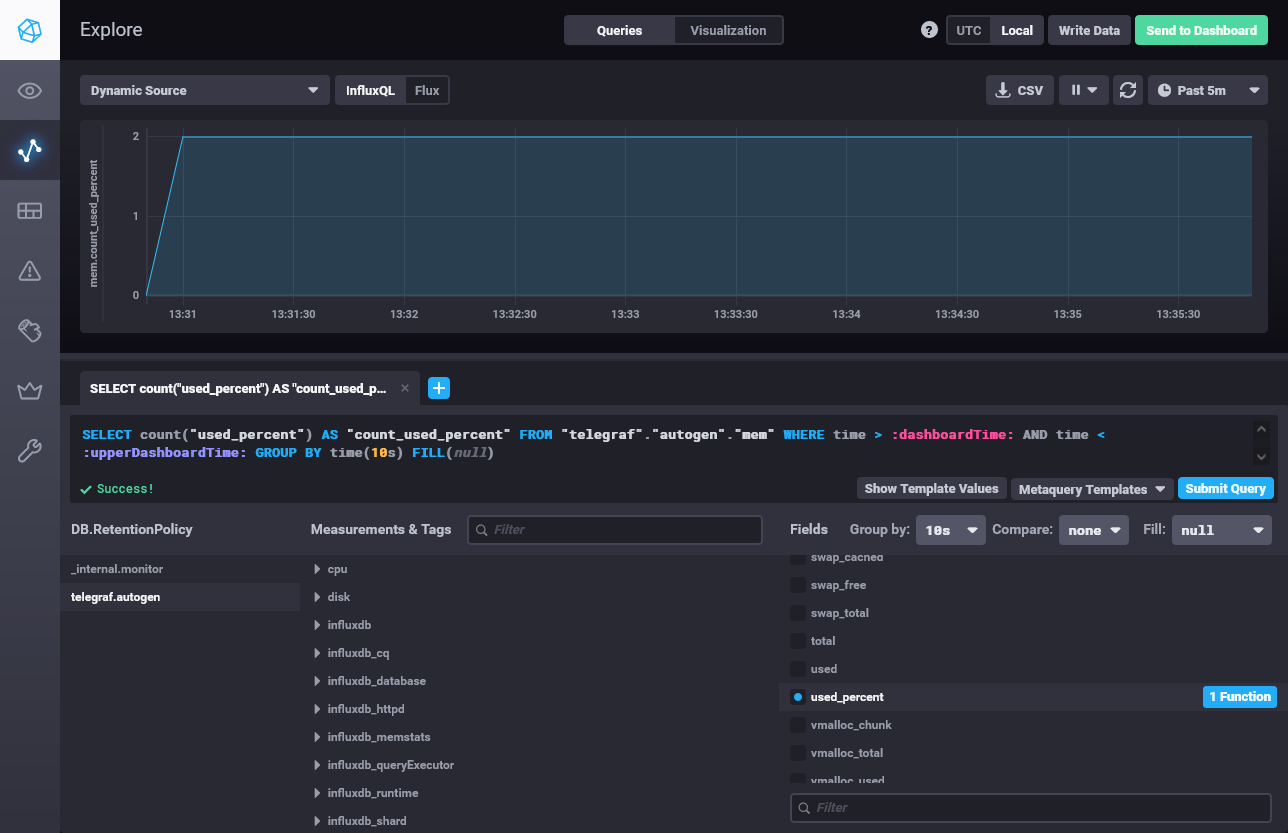 Explore
Queries
Visualization
?
UTC
Local
Write Data
Send to Dashboard
Dynamic Source
InfluxQL
Flux
CSV
Past 5m
mem.count_used_percent
2
1
0
13:31
13:31:30
13:32
13:32:30
13:33
13:33:30
13:34
13:34:30
13:35
13:35:30
SELECT count("used_percent") AS "count_used_p...
SELECT count("used_percent") AS "count_used_percent" FROM "telegraf"."autogen"."mem" WHERE time > :dashboardTime: AND time <
:upperDashboardTime: GROUP BY time(10s) FILL(null)
Success!
Show Template Values
Metaquery Templates
Submit Query
DB.RetentionPolicy
Measurements & Tags
Filter
Fields
Group by:
10s
Compare:
none
Fill:
null
_internal.monitor
telegraf.autogen
cpu
disk
influxdb
influxdb_cq
influxdb_database
influxdb_httpd
influxdb_memstats
influxdb_queryExecutor
influxdb_runtime
influxdb_shard
swap_cached
swap_free
swap_total
total
used
used_percent
1 Function
vmalloc_chunk
vmalloc_total
vmalloc_used
Filter